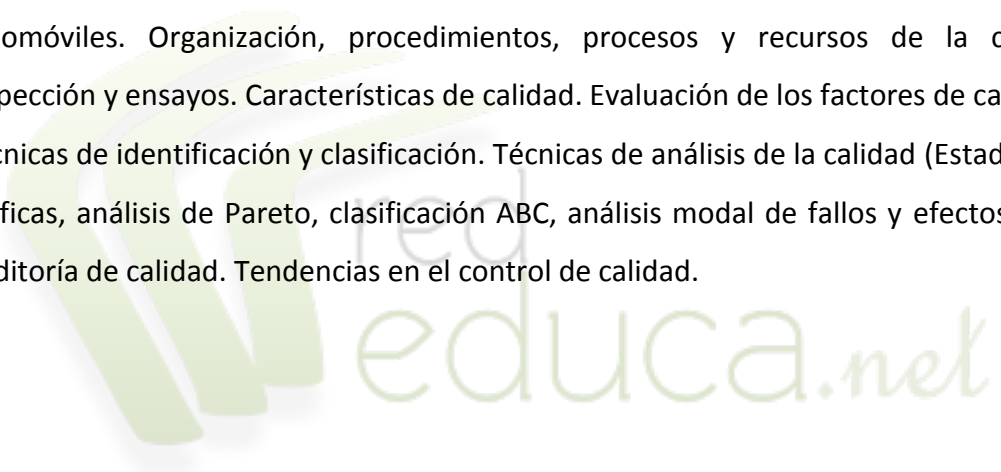 omóviles. Organización, procedimientos, procesos y recursos de la c
pección y ensayos. Características de calidad. Evaluación de los factores de ca
cnicas de identificación y clasificación. Técnicas de análisis de la calidad (Estad
ficas, análisis de Pareto, clasificación ABC, análisis modal de fallos y efectos
ditoría de calidad. Tendencias en el control de calidad.
red
educa.net